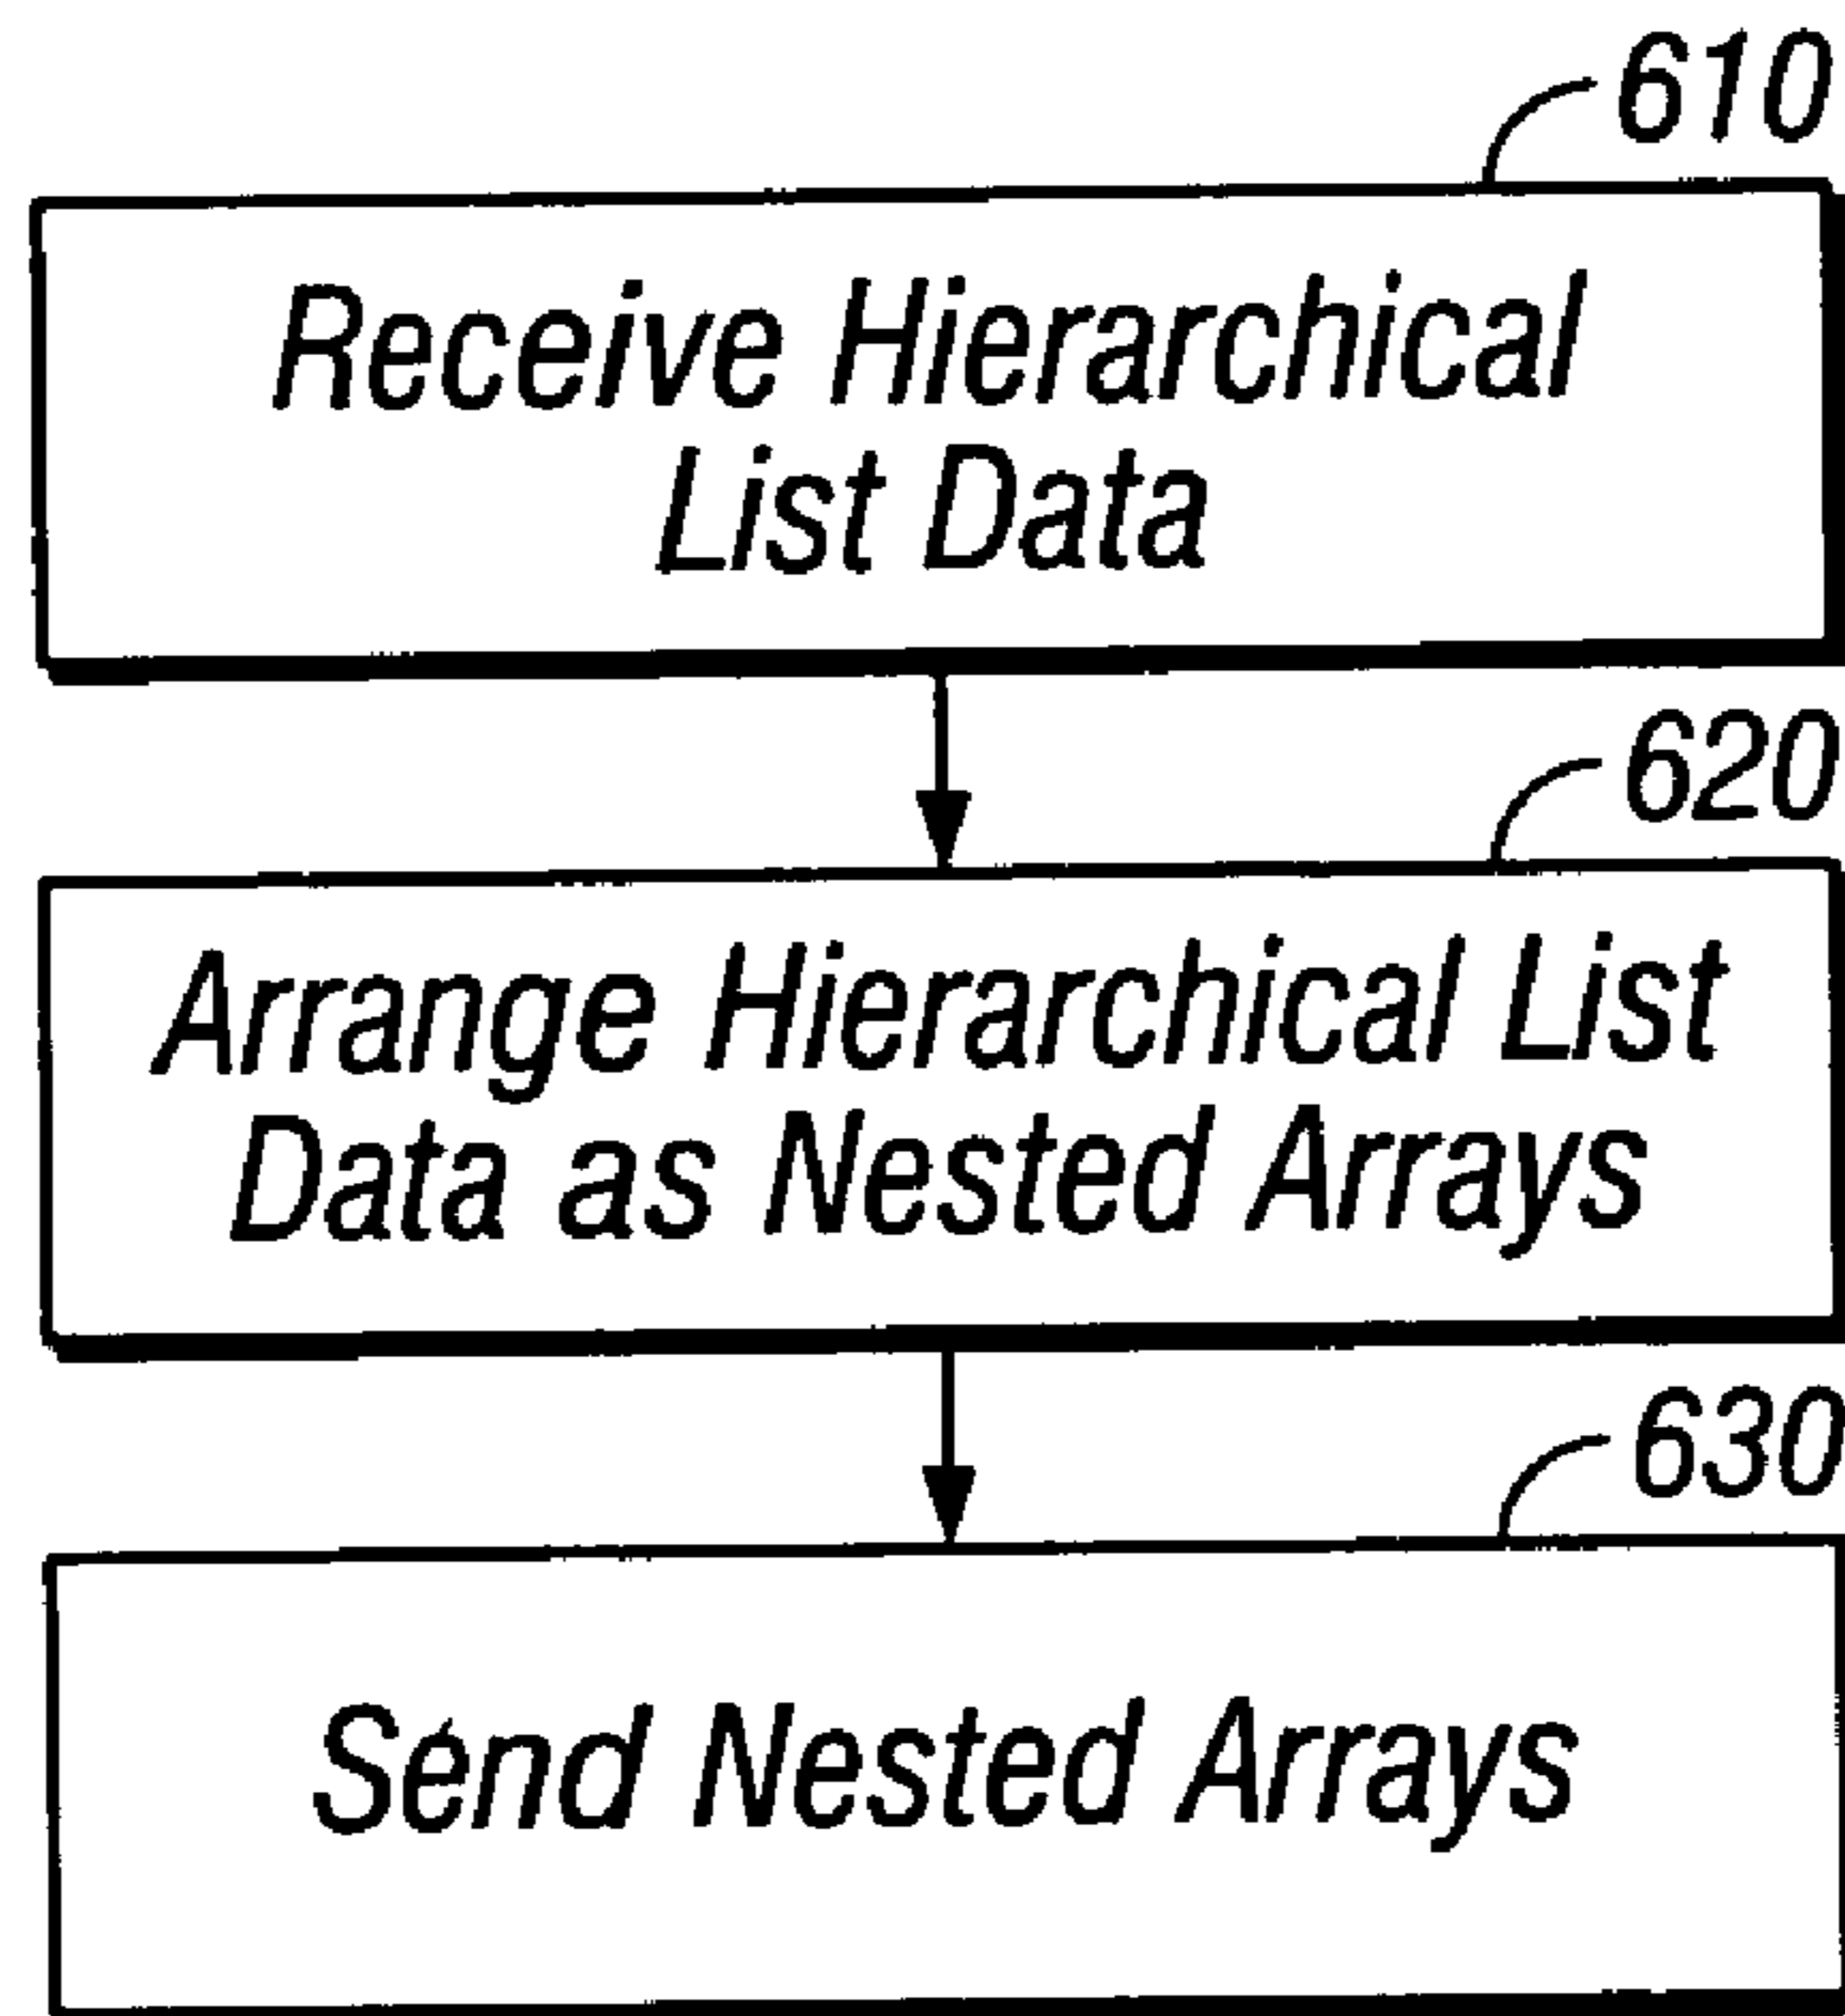 610
Receive Hierarchical
List Data
620
Arrange Hierarchical List
Data as Nested Arrays
630
Send Nested Arrays